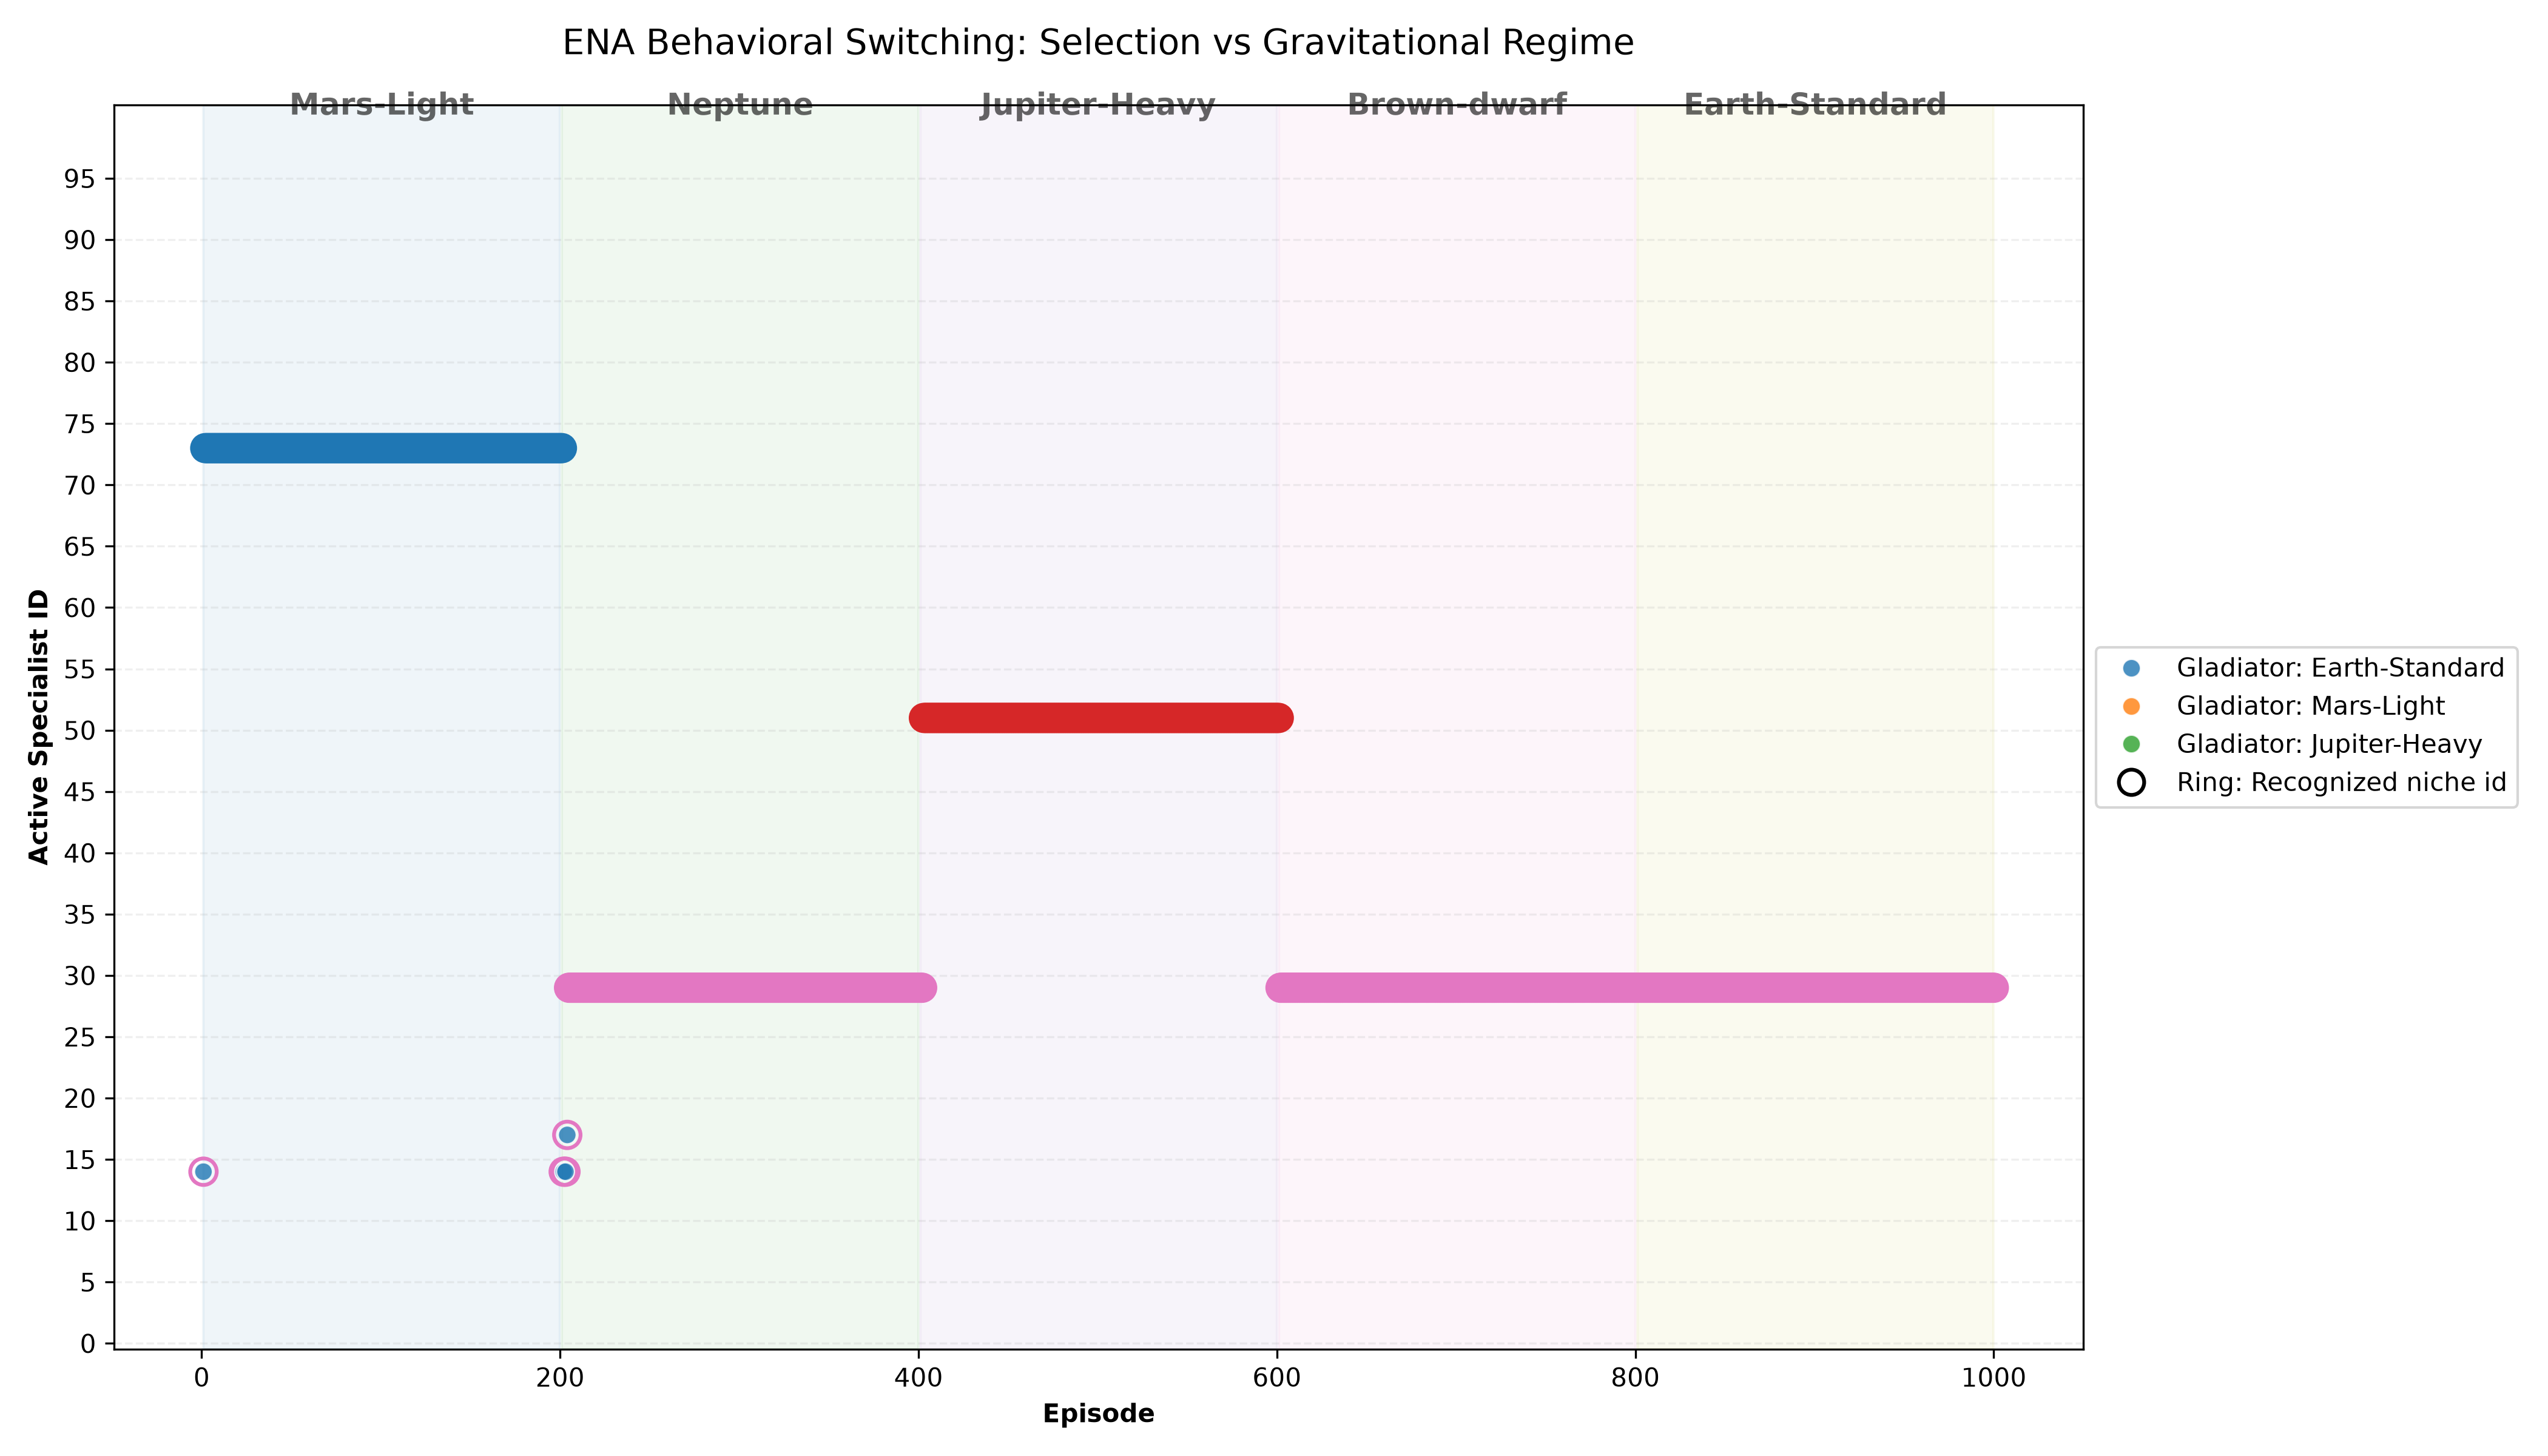 ENA Behavioral Switching: Selection vs Gravitational Regime
Mars-Light Neptune Jupiter-Heavy Brown-dwarf Earth-Standard
95
90
85
80
75
70
65
60
55
50
45
40
35
30
25
20
15
10
5
0
Active Specialist ID
0 200 400 600 800 1000
Episode
Gladiator: Earth-Standard
Gladiator: Mars-Light
Gladiator: Jupiter-Heavy
Ring: Recognized niche id